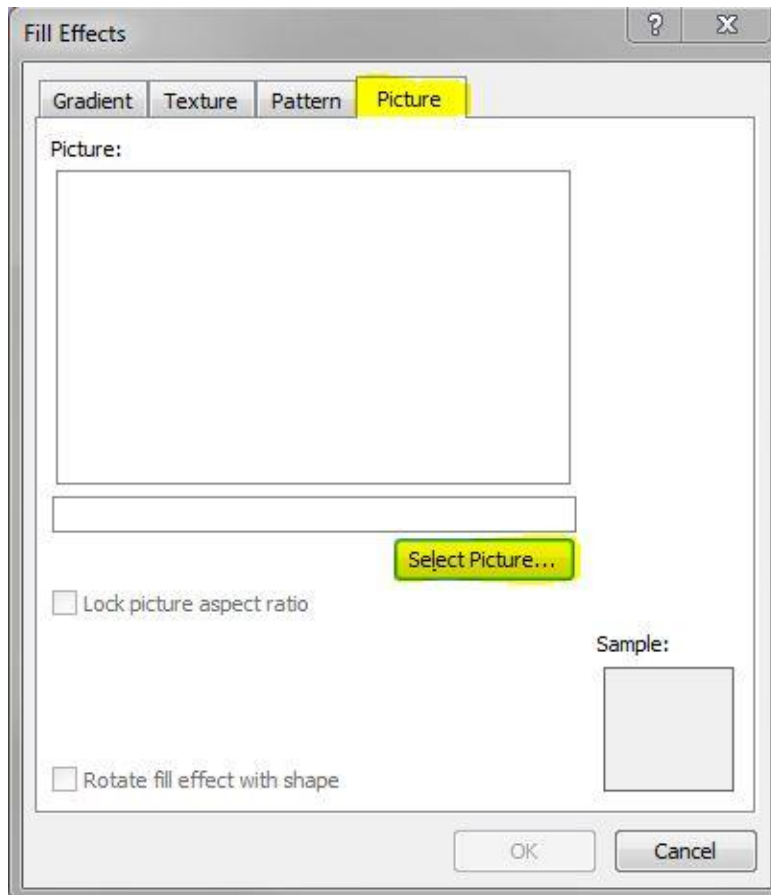 Fill Effects
Gradient Texture Pattern Picture
Picture:
Select Picture...
Lock picture aspect ratio
Sample:
Rotate fill effect with shape
OK Cancel